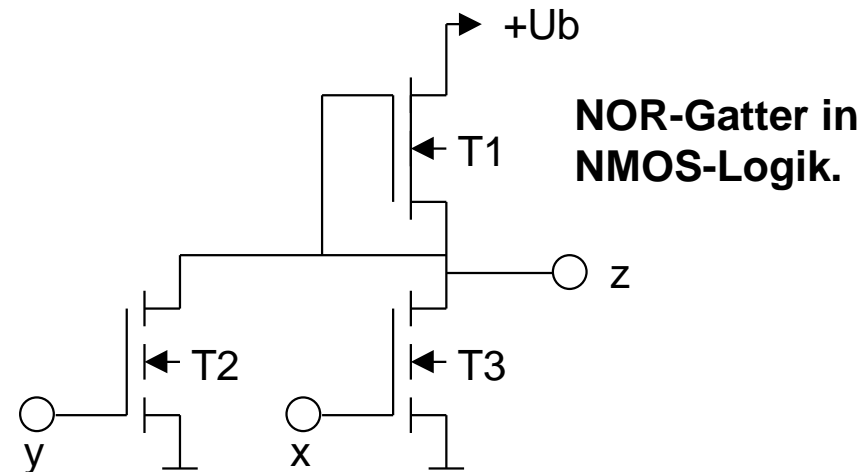 +Ub
NOR-Gatter in
NMOS-Logik.
T1
z
T2
T3
y
x